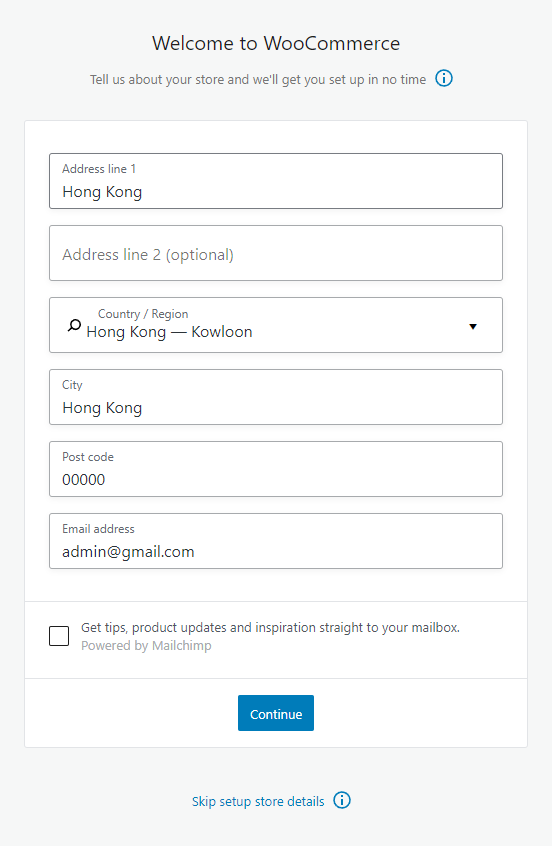 Welcome to WooCommerce
Tell us about your store and we'll get you set up in no time
Address line 1
Hong Kong
Address line 2 (optional)
Country / Region
Hong Kong — Kowloon
City
Hong Kong
Post code
00000
Email address
admin@gmail.com
Get tips, product updates and inspiration straight to your mailbox.
Powered by Mailchimp
Continue
Skip setup store details